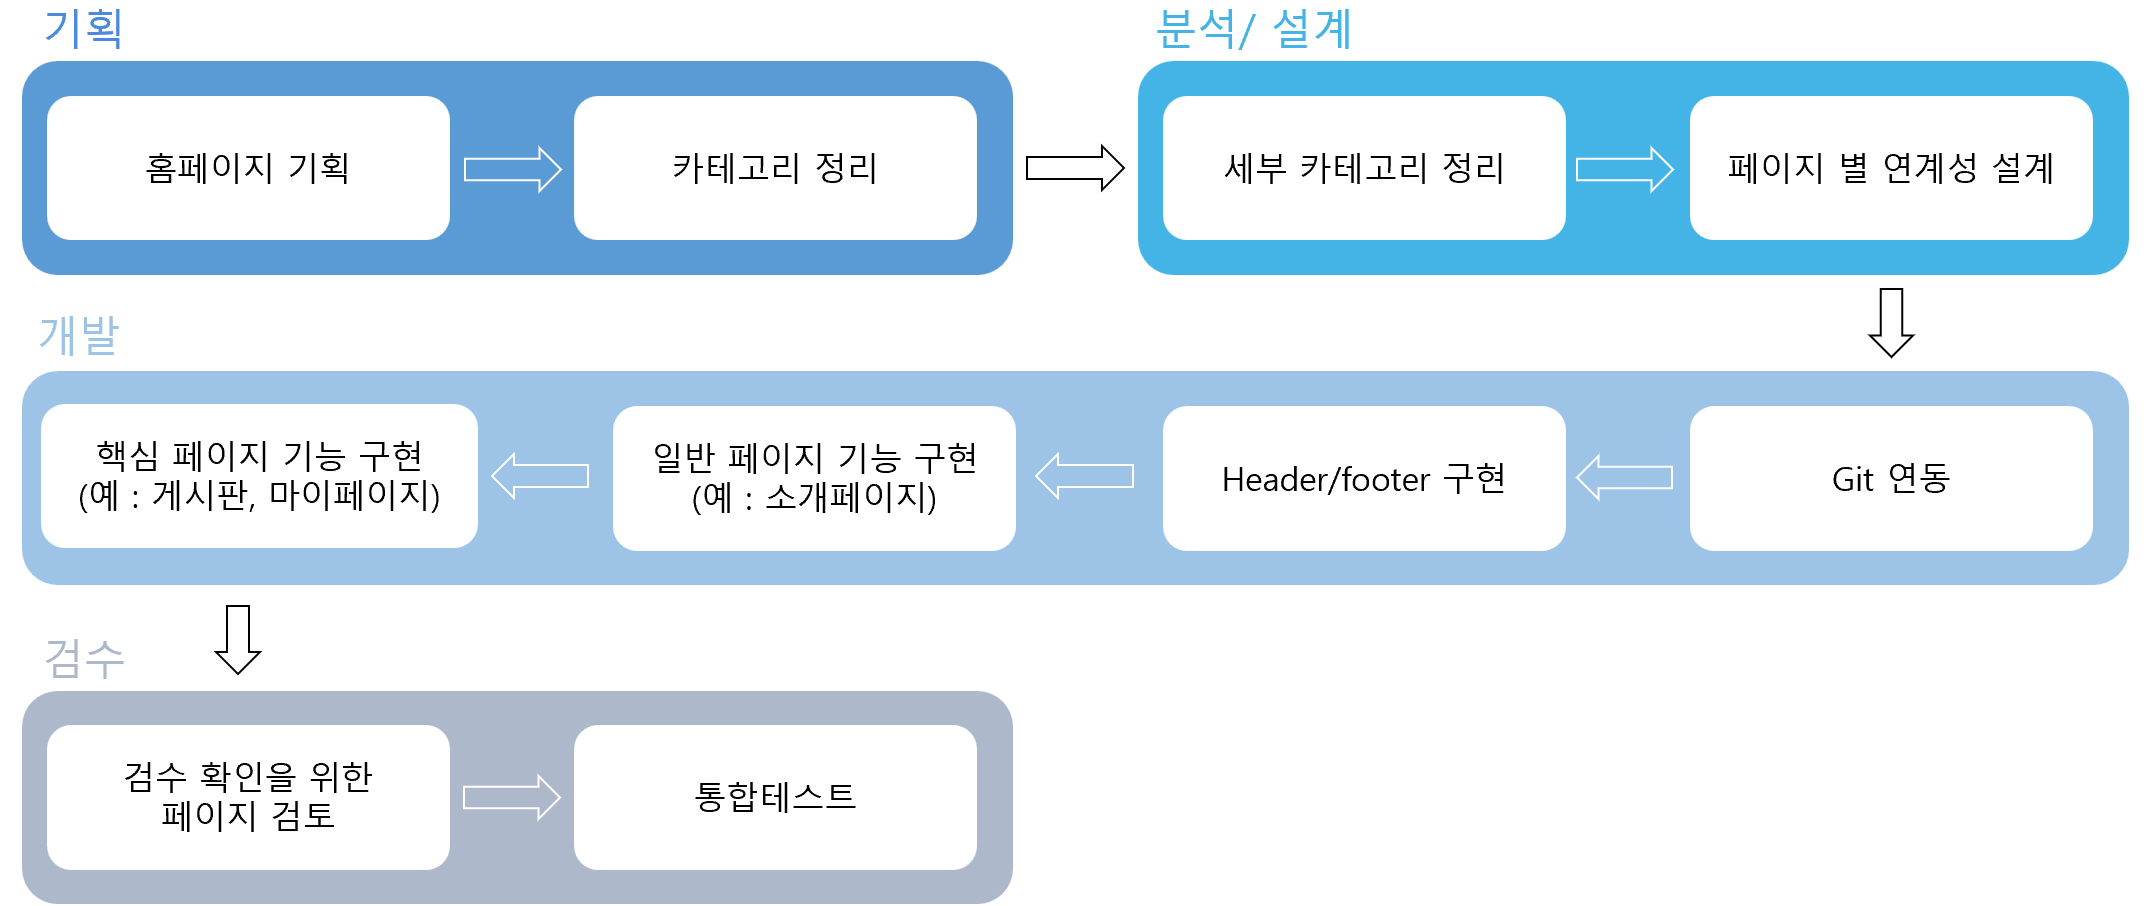 기획
홈페이지 기획
카테고리 정리
분석/ 설계
세부 카테고리 정리
페이지 별 연계성 설계
개발
Git 연동
Header/footer 구현
일반 페이지 기능 구현
(예 : 소개페이지)
핵심 페이지 기능 구현
(예 : 게시판, 마이페이지)
검수
검수 확인을 위한
페이지 검토
통합테스트